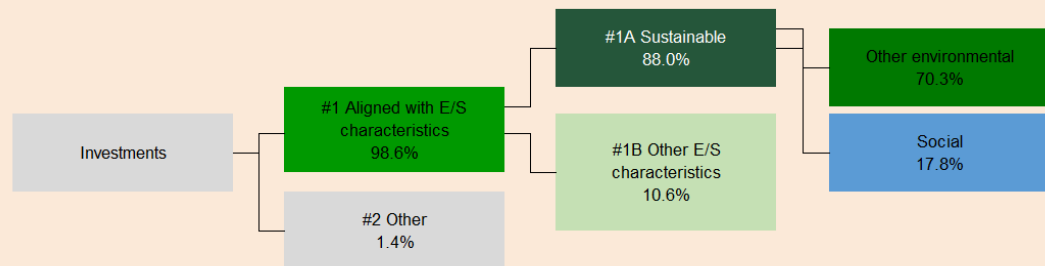 Investments
#1 Aligned with E/S
characteristics
98.6%
#2 Other
1.4%
#1A Sustainable
88.0%
#1B Other E/S
characteristics
10.6%
Other environmental
70.3%
Social
17.8%